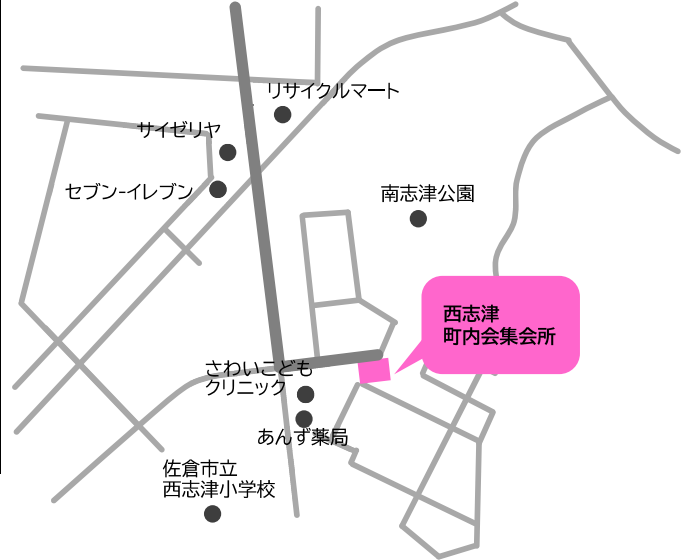 リサイクルマート
サイゼリヤ
セブン-イレブン
南志津公園
西志津
町内会集会所
さわいこども
クリニック
あんず薬局
佐倉市立
西志津小学校